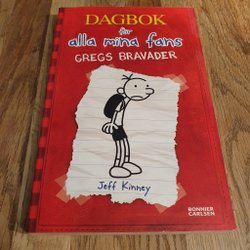 DAGBOK
för
alla mina fans
GREGS BRAVADER
Jeff Kinney
BONNIER
CARLSEN